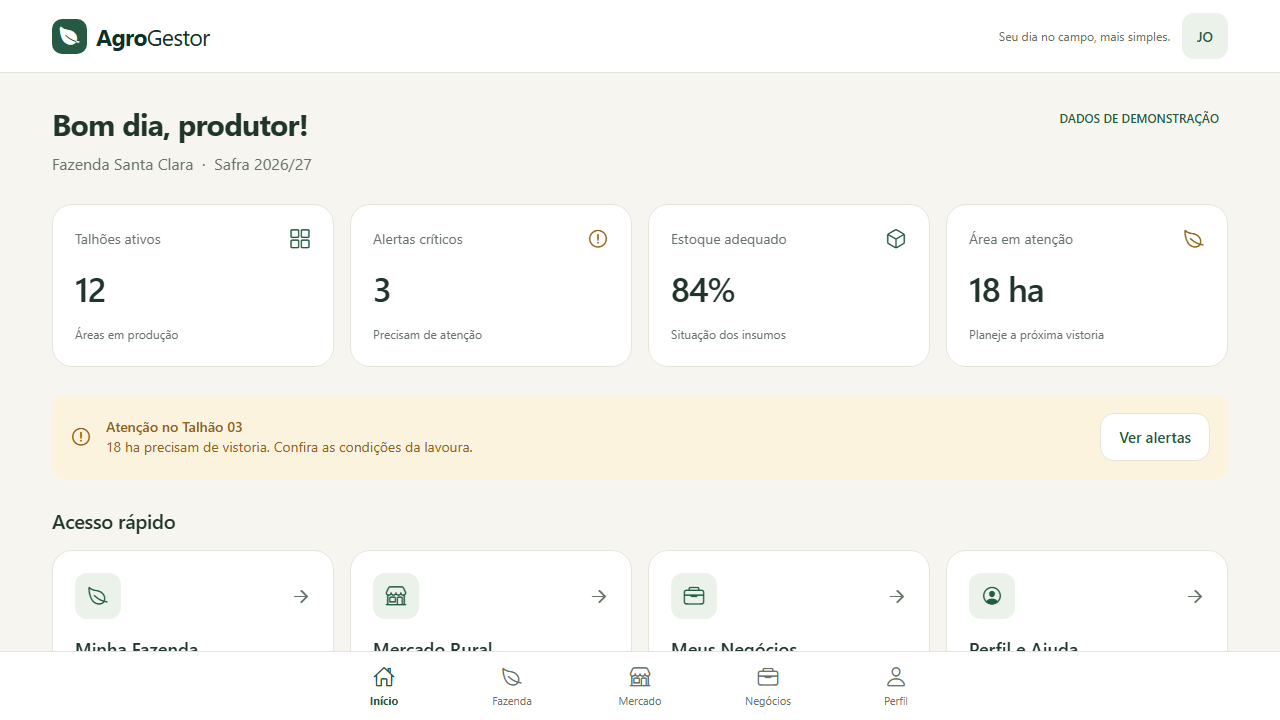 AgroGestor
Seu dia no campo, mais simples.
JO
Bom dia, produtor!
DADOS DE DEMONSTRAÇÃO
Fazenda Santa Clara · Safra 2026/27
Talhões ativos
12
Áreas em produção
Alertas críticos
3
Precisam de atenção
Estoque adequado
84%
Situação dos insumos
Área em atenção
18 ha
Planeje a próxima vistoria
Atenção no Talhão 03
18 ha precisam de vistoria. Confira as condições da lavoura.
Ver alertas
Acesso rápido
Minha Fazenda
Mercado Rural
Meus Negócios
Perfil e Ajuda
Início
Fazenda
Mercado
Negócios
Perfil